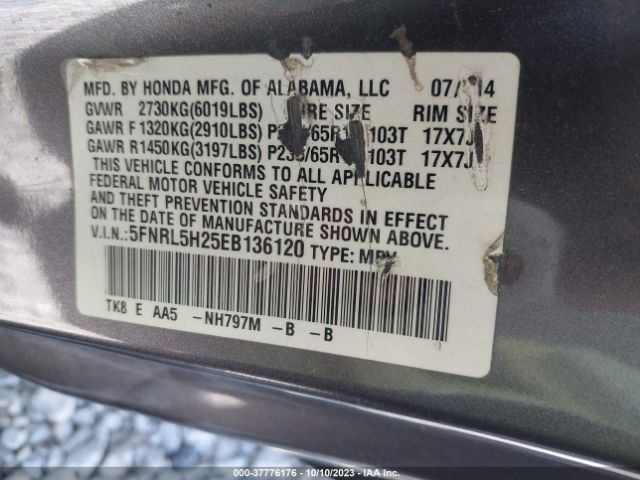 MFD. BY HONDA MFG. OF ALABAMA, LLC 07/ 14
GVWR 2730KG(6019LBS) SIZE RIM SIZE
GAWR F 1320KG(2910LBS) 103T 17X7J
GAWR R1450KG(3197LBS) 103T 17X7J
THIS VEHICLE CONFORMS TO ALL APPLICABLE
FEDERAL MOTOR VEHICLE SAFETY
AND THEFT PREVENTION STANDARDS IN EFFECT
ON THE DATE OF MANUFACTURE
V.I.N.:5FNRL5H25EB136120 TYPE: MPV
TK8 E AA5 -NH797M -B -B
000-37776176 - 10/10/2023 - IAA Inc.